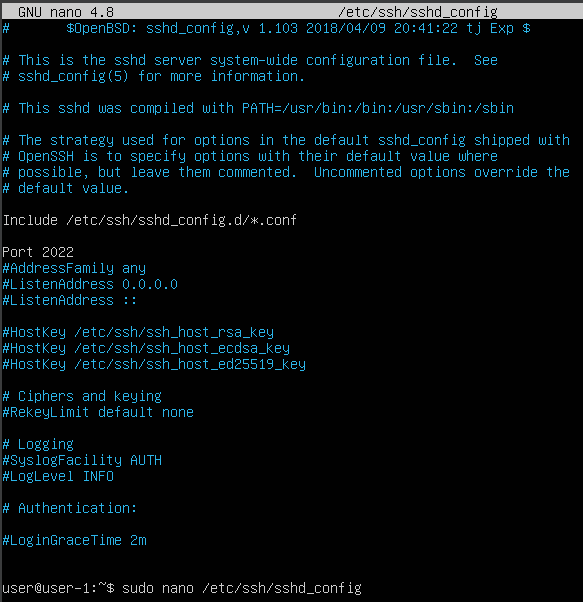 GNU nano 4.8 /etc/ssh/sshd_config
# $OpenBSD: sshd_config,v 1.103 2018/04/09 20:41:22 tj Exp $
# This is the sshd server system-wide configuration file. See
# sshd_config(5) for more information.
# This sshd was compiled with PATH=/usr/bin:/bin:/usr/sbin:/sbin
# The strategy used for options in the default sshd_config shipped with
# OpenSSH is to specify options with their default value where
# possible, but leave them commented. Uncommented options override the
# default value.
Include /etc/ssh/sshd_config.d/*.conf
Port 2022
#AddressFamily any
#ListenAddress 0.0.0.0
#ListenAddress ::
#HostKey /etc/ssh/ssh_host_rsa_key
#HostKey /etc/ssh/ssh_host_ecdsa_key
#HostKey /etc/ssh/ssh_host_ed25519_key
# Ciphers and keying
#RekeyLimit default none
# Logging
#SyslogFacility AUTH
#LogLevel INFO
# Authentication:
#LoginGraceTime 2m
user@user-1:~$ sudo nano /etc/ssh/sshd_config